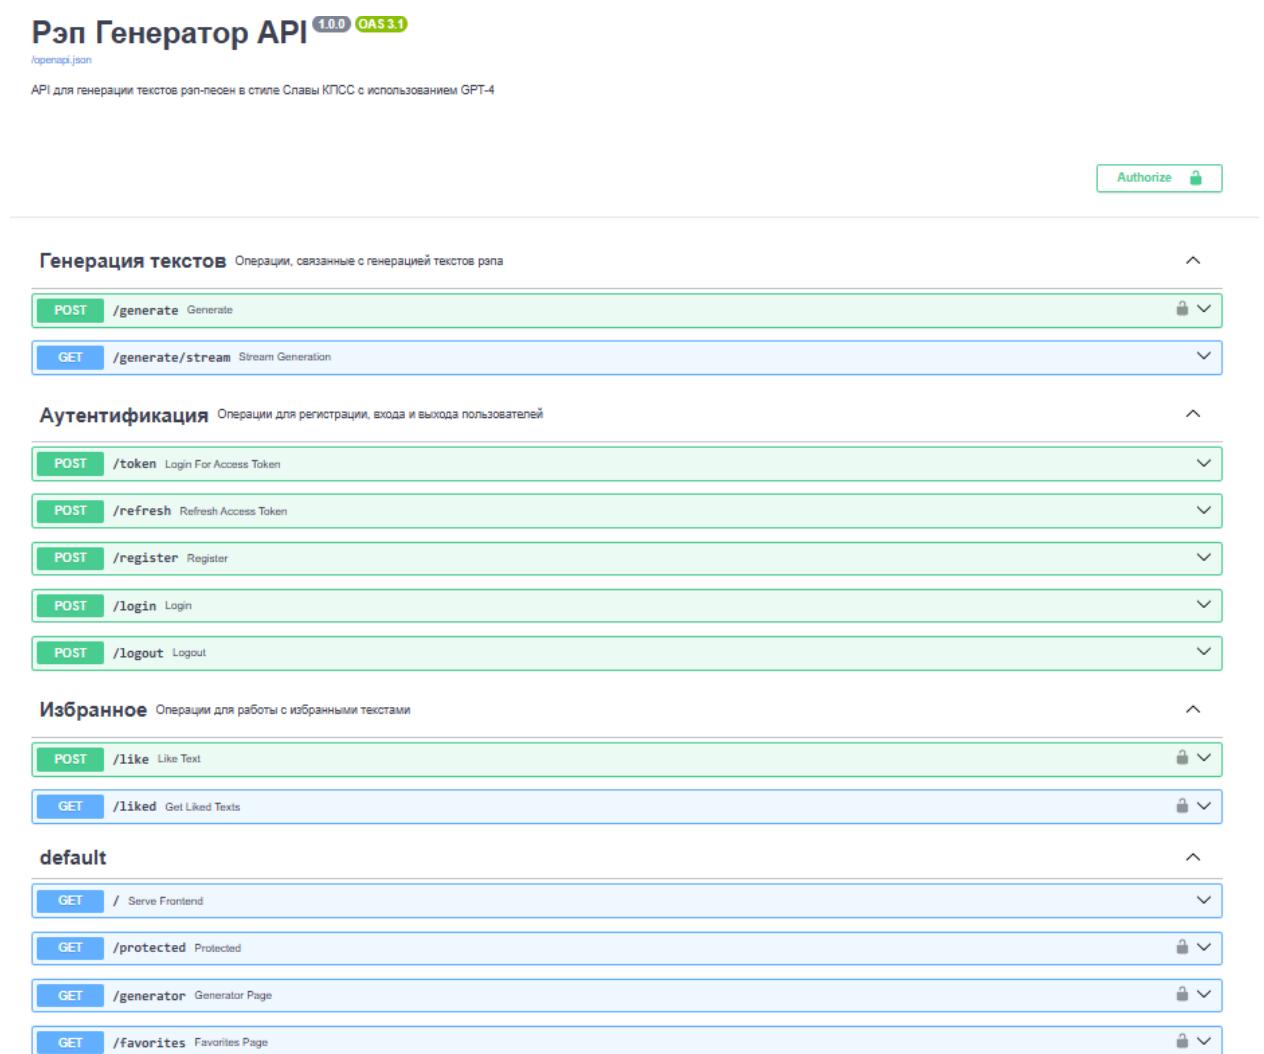 Рэп Генератор API 1.0.0 OAS 3.1
/openapi.json
API для генерации текстов рэп-песен в стиле Славы КПСС с использованием GPT-4
Authorize
Генерация текстов Операции, связанные с генерацией текстов рэпа
POST /generate Generate
GET /generate/stream Stream Generation
Аутентификация Операции для регистрации, входа и выхода пользователей
POST /token Login For Access Token
POST /refresh Refresh Access Token
POST /register Register
POST /login Login
POST /logout Logout
Избранное Операции для работы с избранными текстами
POST /like Like Text
GET /liked Get Liked Texts
default
GET / Serve Frontend
GET /protected Protected
GET /generator Generator Page
GET /favorites Favorites Page